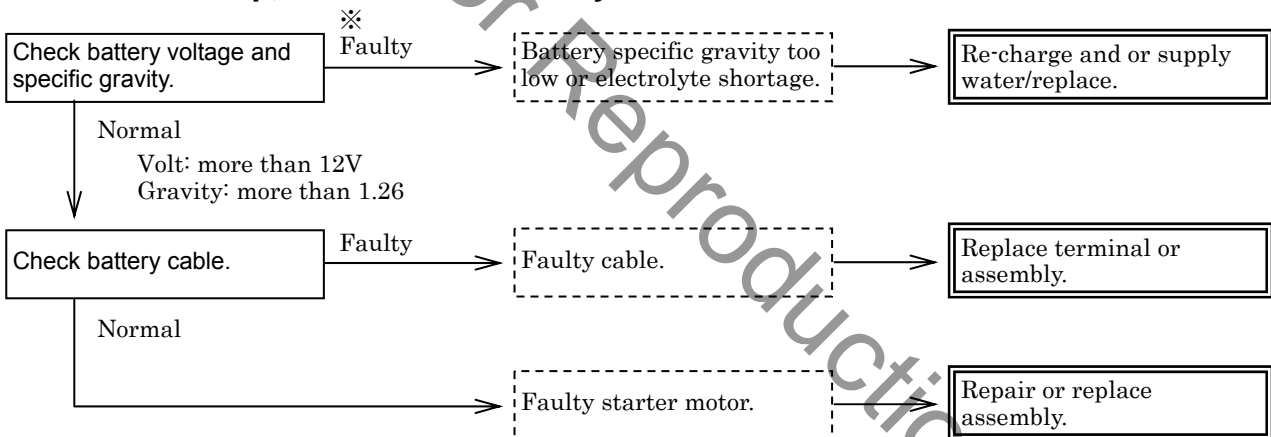 ※
Check battery voltage and
specific gravity.
Faulty
Battery specific gravity too
low or electrolyte shortage.
Re-charge and or supply
water/replace.
Normal
Volt: more than 12V
Gravity: more than 1.26
Check battery cable.
Faulty
Faulty cable.
Replace terminal or
assembly.
Normal
Faulty starter motor.
Repair or replace
assembly.
or Reproduction